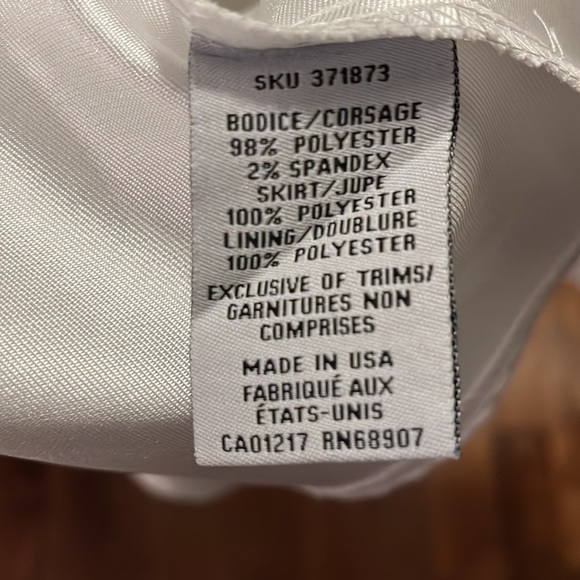 SKU 371873
BODICE/CORSAGE
98% POLYESTER
2% SPANDEX
SKIRT/JUPE
100% POLYESTER
LINING/DOUBLURE
100% POLYESTER
EXCLUSIVE OF TRIMS/
GARNITURES NON
COMPRISES
MADE IN USA
FABRIQUÉ AUX
ÉTATS-UNIS
CA01217 RN68907